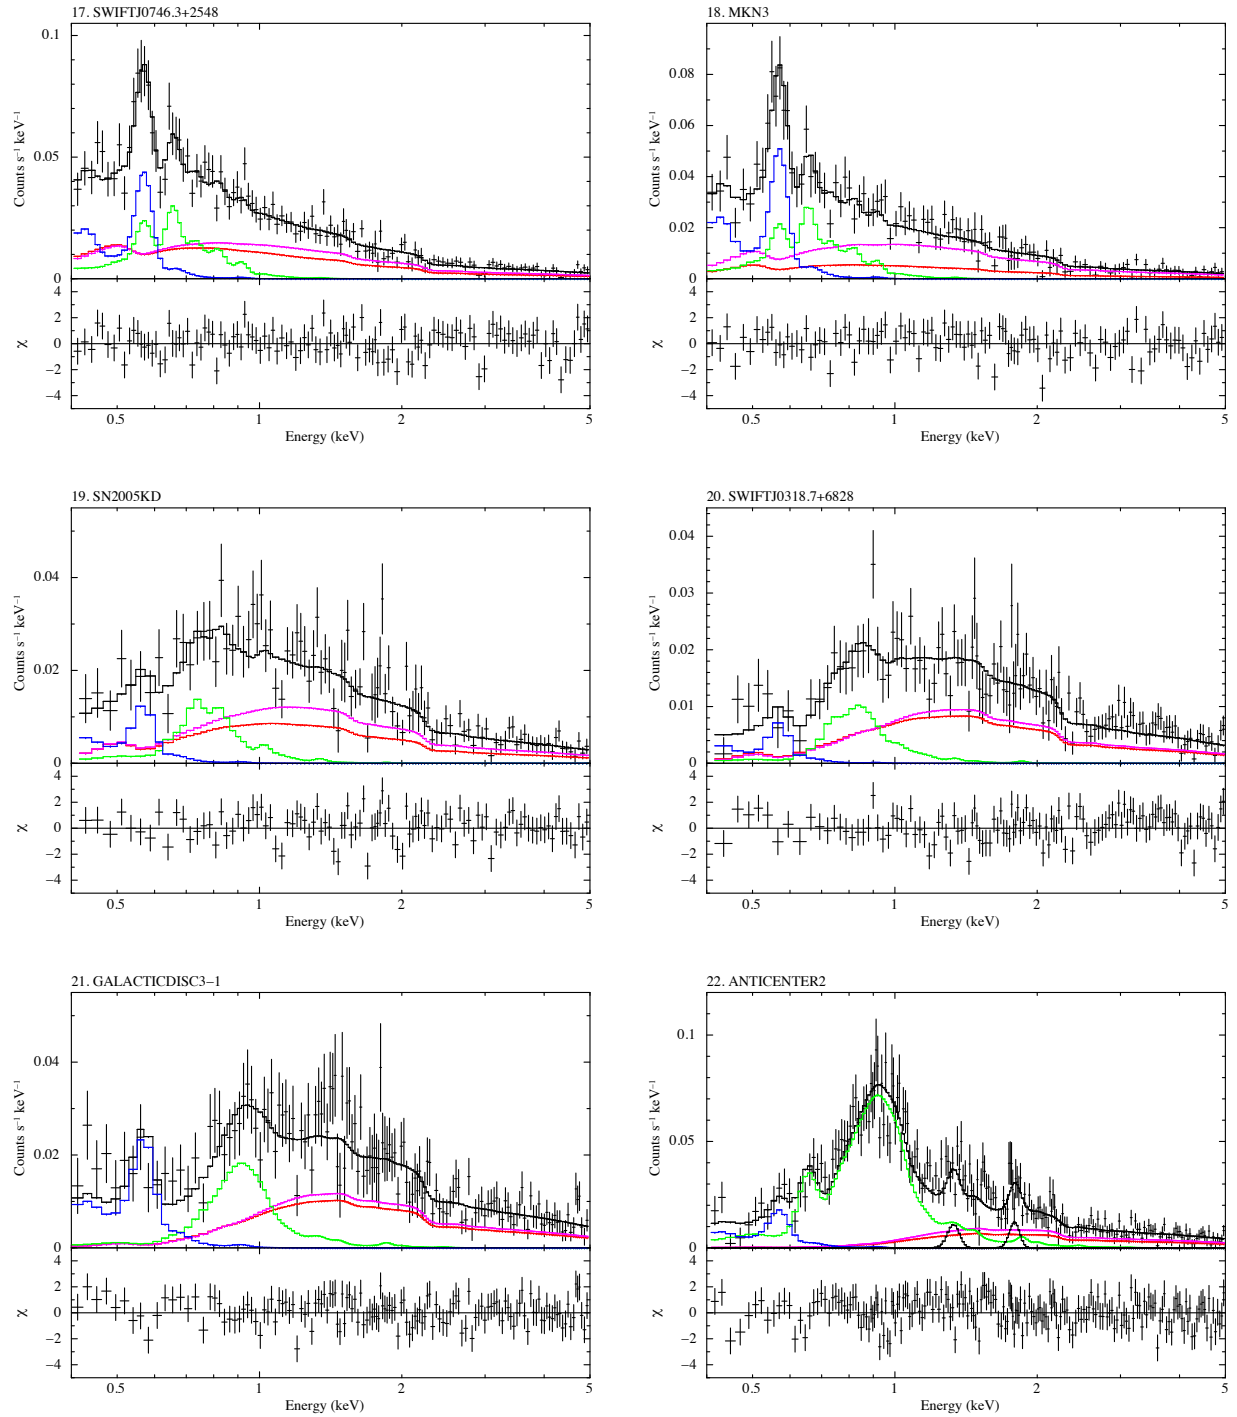 17. SWIFTJ0746.3+2548
0.1
0.05
0
Counts s⁻¹ keV⁻¹
4
2
0
−2
−4
χ
0.5 1 2 5
Energy (keV)
18. MKN3
0.08
0.06
0.04
0.02
0
Counts s⁻¹ keV⁻¹
4
2
0
−2
−4
χ
0.5 1 2 5
Energy (keV)
19. SN2005KD
0.04
0.02
0
Counts s⁻¹ keV⁻¹
4
2
0
−2
−4
χ
0.5 1 2 5
Energy (keV)
20. SWIFTJ0318.7+6828
0.04
0.03
0.02
0.01
0
Counts s⁻¹ keV⁻¹
4
2
0
−2
−4
χ
0.5 1 2 5
Energy (keV)
21. GALACTICDISC3−1
0.04
0.02
0
Counts s⁻¹ keV⁻¹
4
2
0
−2
−4
χ
0.5 1 2 5
Energy (keV)
22. ANTICENTER2
0.1
0.05
0
Counts s⁻¹ keV⁻¹
4
2
0
−2
−4
χ
0.5 1 2 5
Energy (keV)